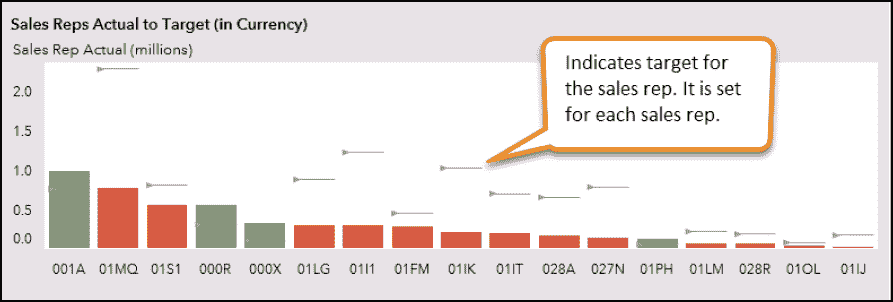 Sales Reps Actual to Target (in Currency)
Sales Rep Actual (millions)
Indicates target for
the sales rep. It is set
for each sales rep.
2.0
1.5
1.0
0.5
0.0
001A 01MQ 01S1 000R 000X 01LG 01I1 01FM 01IK 01IT 028A 027N 01PH 01LM 028R 01OL 01IJ